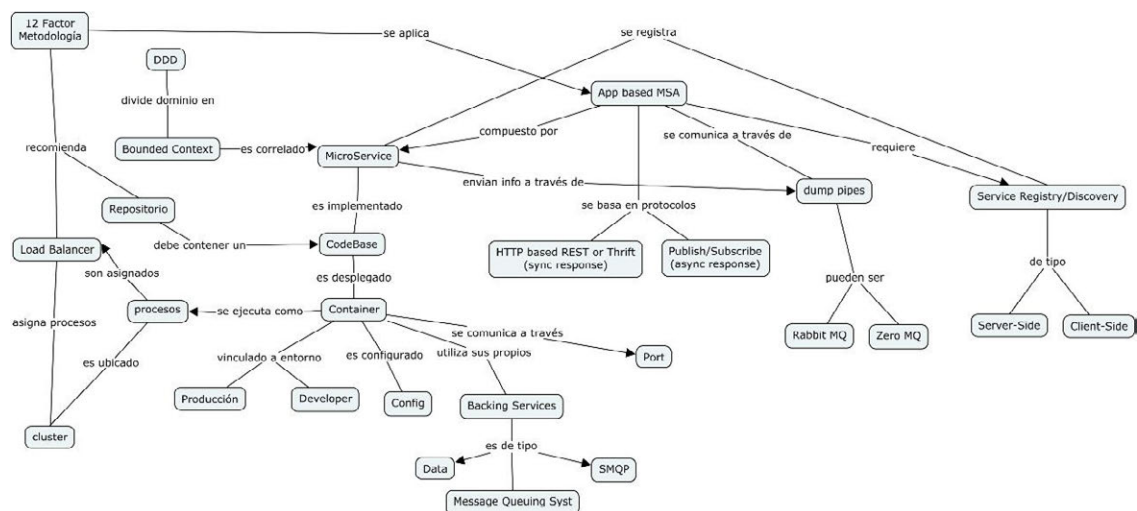 12 Factor
Metodología
se aplica
se registra
DDD
App based MSA
divide dominio en
compuesto por
se comunica a través de
recomienda
Bounded Context
es correlado
MicroService
requiere
envian info a través de
dump pipes
Service Registry/Discovery
Repositorio
es implementado
se basa en protocolos
Load Balancer
debe contener un
CodeBase
HTTP based REST or Thrift
(sync response)
Publish/Subscribe
(async response)
son asignados
es desplegado
pueden ser
de tipo
procesos
se ejecuta como
Container
asigna procesos
se comunica a través
Rabbit MQ
Zero MQ
Server-Side
Client-Side
es ubicado
vinculado a entorno
es configurado
utiliza sus propios
Port
Producción
Developer
Config
Backing Services
cluster
es de tipo
Data
SMQP
Message Queuing Syst